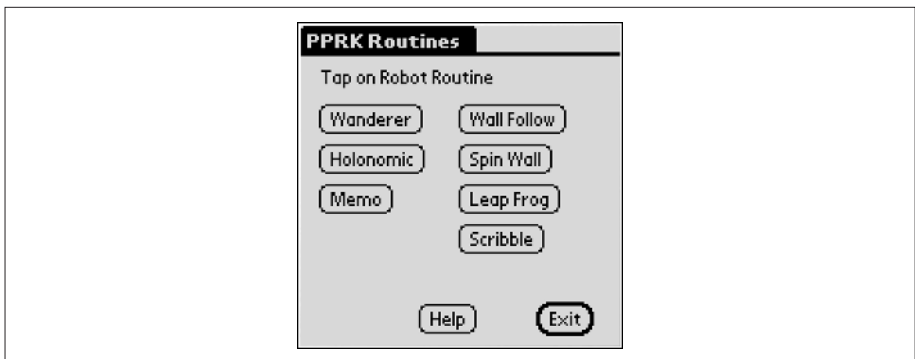 PPRK Routines
Tap on Robot Routine
Wanderer Wall Follow
Holonomic Spin Wall
Memo Leap Frog
Scribble
Help Exit